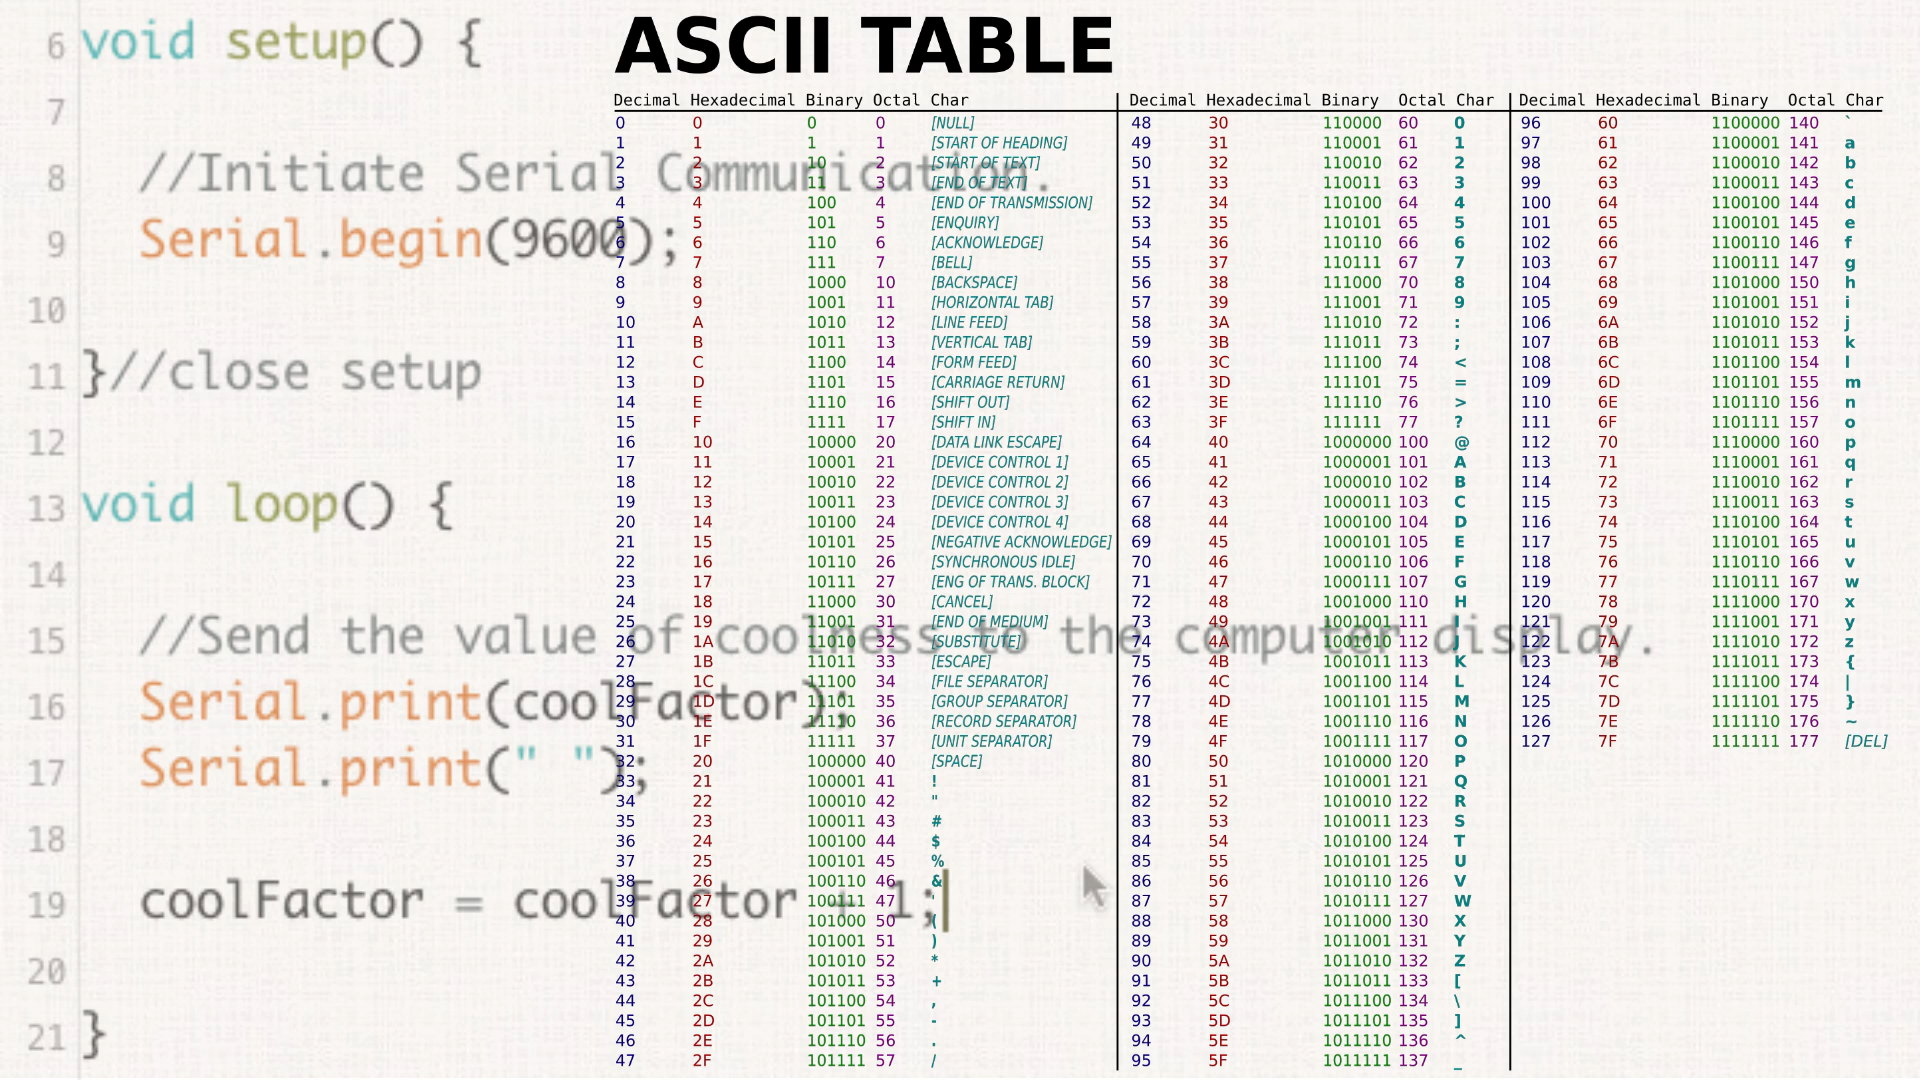 6 void setup() {
7
8 //Initiate Serial Communication.
9 Serial.begin(9600);
10
11 }//close setup
12
13 void loop() {
14
15 //Send the value of coolness to the computer display.
16 Serial.print(coolFactor);
17 Serial.print(" ");
18
19 coolFactor = coolFactor + 1;
20
21 }
ASCII TABLE
Decimal Hexadecimal Binary Octal Char
0 0 0 0 [NULL]
1 1 1 1 [START OF HEADING]
2 2 10 2 [START OF TEXT]
3 3 11 3 [END OF TEXT]
4 4 100 4 [END OF TRANSMISSION]
5 5 101 5 [ENQUIRY]
6 6 110 6 [ACKNOWLEDGE]
7 7 111 7 [BELL]
8 8 1000 10 [BACKSPACE]
9 9 1001 11 [HORIZONTAL TAB]
10 A 1010 12 [LINE FEED]
11 B 1011 13 [VERTICAL TAB]
12 C 1100 14 [FORM FEED]
13 D 1101 15 [CARRIAGE RETURN]
14 E 1110 16 [SHIFT OUT]
15 F 1111 17 [SHIFT IN]
16 10 10000 20 [DATA LINK ESCAPE]
17 11 10001 21 [DEVICE CONTROL 1]
18 12 10010 22 [DEVICE CONTROL 2]
19 13 10011 23 [DEVICE CONTROL 3]
20 14 10100 24 [DEVICE CONTROL 4]
21 15 10101 25 [NEGATIVE ACKNOWLEDGE]
22 16 10110 26 [SYNCHRONOUS IDLE]
23 17 10111 27 [ENG OF TRANS. BLOCK]
24 18 11000 30 [CANCEL]
25 19 11001 31 [END OF MEDIUM]
26 1A 11010 32 [SUBSTITUTE]
27 1B 11011 33 [ESCAPE]
28 1C 11100 34 [FILE SEPARATOR]
29 1D 11101 35 [GROUP SEPARATOR]
30 1E 11110 36 [RECORD SEPARATOR]
31 1F 11111 37 [UNIT SEPARATOR]
32 20 100000 40 [SPACE]
33 21 100001 41 !
34 22 100010 42 "
35 23 100011 43 #
36 24 100100 44 $
37 25 100101 45 %
38 26 100110 46 &
39 27 100111 47 '
40 28 101000 50 (
41 29 101001 51 )
42 2A 101010 52 *
43 2B 101011 53 +
44 2C 101100 54 ,
45 2D 101101 55 -
46 2E 101110 56 .
47 2F 101111 57 /
Decimal Hexadecimal Binary Octal Char
48 30 110000 60 0
49 31 110001 61 1
50 32 110010 62 2
51 33 110011 63 3
52 34 110100 64 4
53 35 110101 65 5
54 36 110110 66 6
55 37 110111 67 7
56 38 111000 70 8
57 39 111001 71 9
58 3A 111010 72 :
59 3B 111011 73 ;
60 3C 111100 74 <
61 3D 111101 75 =
62 3E 111110 76 >
63 3F 111111 77 ?
64 40 1000000 100 @
65 41 1000001 101 A
66 42 1000010 102 B
67 43 1000011 103 C
68 44 1000100 104 D
69 45 1000101 105 E
70 46 1000110 106 F
71 47 1000111 107 G
72 48 1001000 110 H
73 49 1001001 111 I
74 4A 1001010 112 J
75 4B 1001011 113 K
76 4C 1001100 114 L
77 4D 1001101 115 M
78 4E 1001110 116 N
79 4F 1001111 117 O
80 50 1010000 120 P
81 51 1010001 121 Q
82 52 1010010 122 R
83 53 1010011 123 S
84 54 1010100 124 T
85 55 1010101 125 U
86 56 1010110 126 V
87 57 1010111 127 W
88 58 1011000 130 X
89 59 1011001 131 Y
90 5A 1011010 132 Z
91 5B 1011011 133 [
92 5C 1011100 134 \
93 5D 1011101 135 ]
94 5E 1011110 136 ^
95 5F 1011111 137 _
Decimal Hexadecimal Binary Octal Char
96 60 1100000 140 `
97 61 1100001 141 a
98 62 1100010 142 b
99 63 1100011 143 c
100 64 1100100 144 d
101 65 1100101 145 e
102 66 1100110 146 f
103 67 1100111 147 g
104 68 1101000 150 h
105 69 1101001 151 i
106 6A 1101010 152 j
107 6B 1101011 153 k
108 6C 1101100 154 l
109 6D 1101101 155 m
110 6E 1101110 156 n
111 6F 1101111 157 o
112 70 1110000 160 p
113 71 1110001 161 q
114 72 1110010 162 r
115 73 1110011 163 s
116 74 1110100 164 t
117 75 1110101 165 u
118 76 1110110 166 v
119 77 1110111 167 w
120 78 1111000 170 x
121 79 1111001 171 y
122 7A 1111010 172 z
123 7B 1111011 173 {
124 7C 1111100 174 |
125 7D 1111101 175 }
126 7E 1111110 176 ~
127 7F 1111111 177 [DEL]